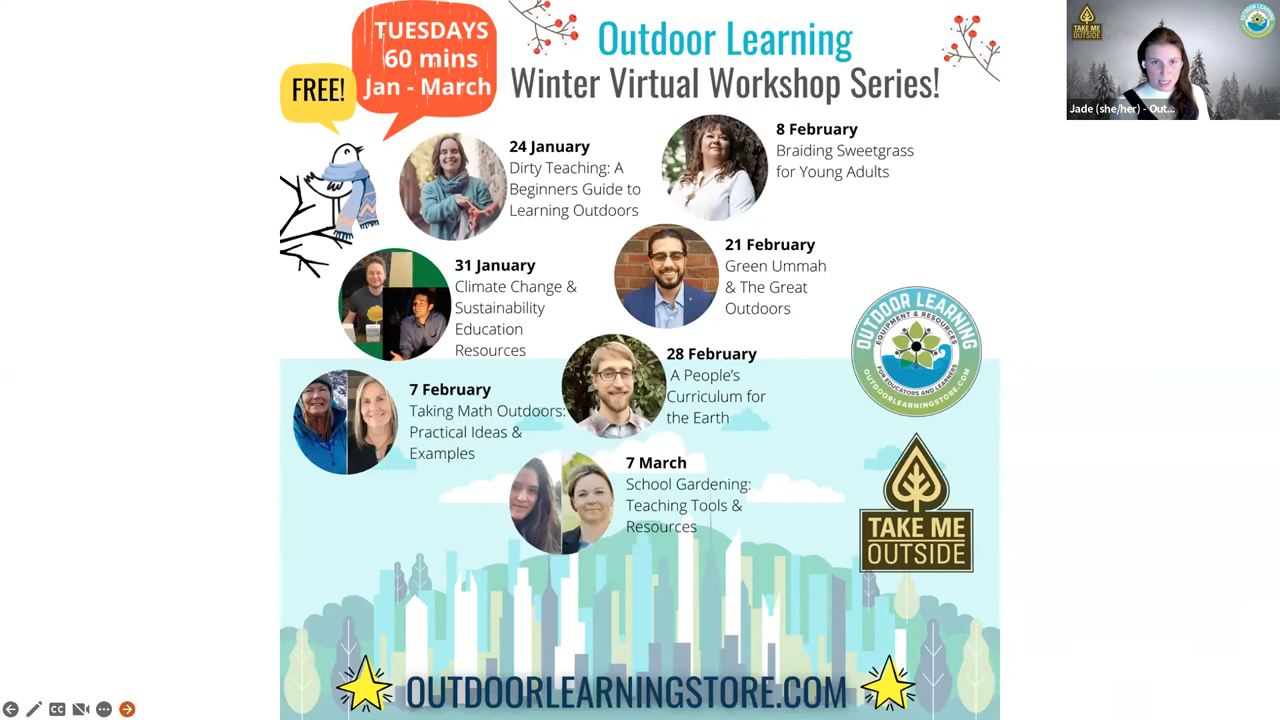 TUESDAYS
60 mins
Jan - March
FREE!
Outdoor Learning
Winter Virtual Workshop Series!
24 January
Dirty Teaching: A
Beginners Guide to
Learning Outdoors
8 February
Braiding Sweetgrass
for Young Adults
31 January
Climate Change &
Sustainability
Education
Resources
21 February
Green Ummah
& The Great
Outdoors
7 February
Taking Math Outdoors:
Practical Ideas &
Examples
28 February
A People's
Curriculum for
the Earth
7 March
School Gardening:
Teaching Tools &
Resources
OUTDOOR LEARNING
EQUIPMENT & RESOURCES
FOR EDUCATORS AND LEARNERS
OUTDOORLEARNINGSTORE.COM
TAKE ME
OUTSIDE
OUTDOORLEARNINGSTORE.COM
TAKE ME
OUTSIDE
OUTDOOR LEARNING
Jade (she/her) - Out...
CC